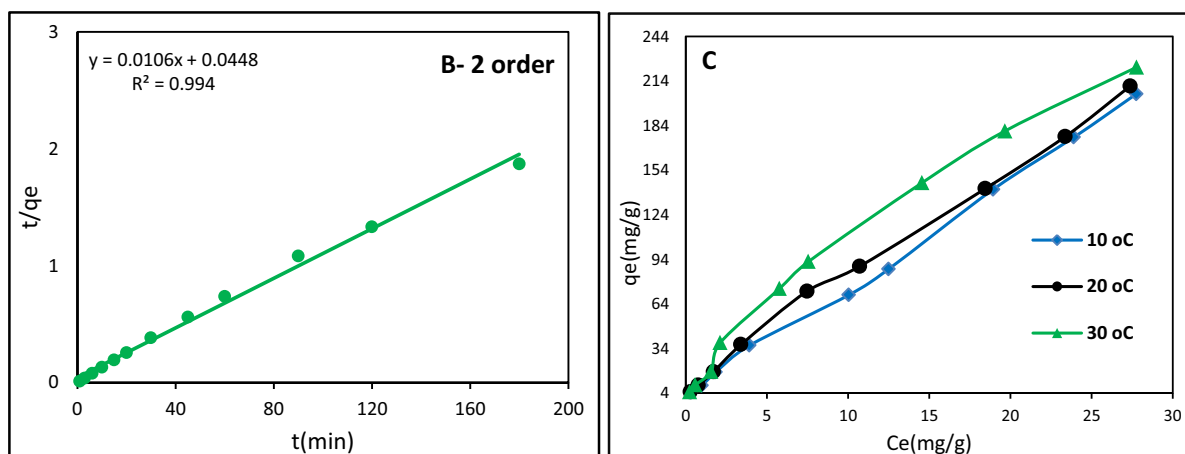 3
2
1
0
0
40
80
120
160
200
t/qe
t(min)
y = 0.0106x + 0.0448
R² = 0.994
B- 2 order
244
214
184
154
124
94
64
34
4
0
5
10
15
20
25
30
qe(mg/g)
Ce(mg/g)
C
10 oC
20 oC
30 oC